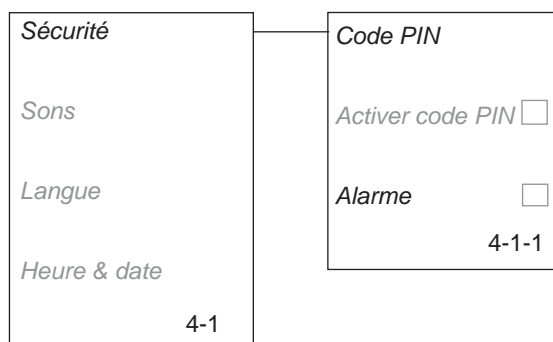 Sécurité
Sons
Langue
Heure & date
4-1
Code PIN
Activer code PIN
Alarme
4-1-1